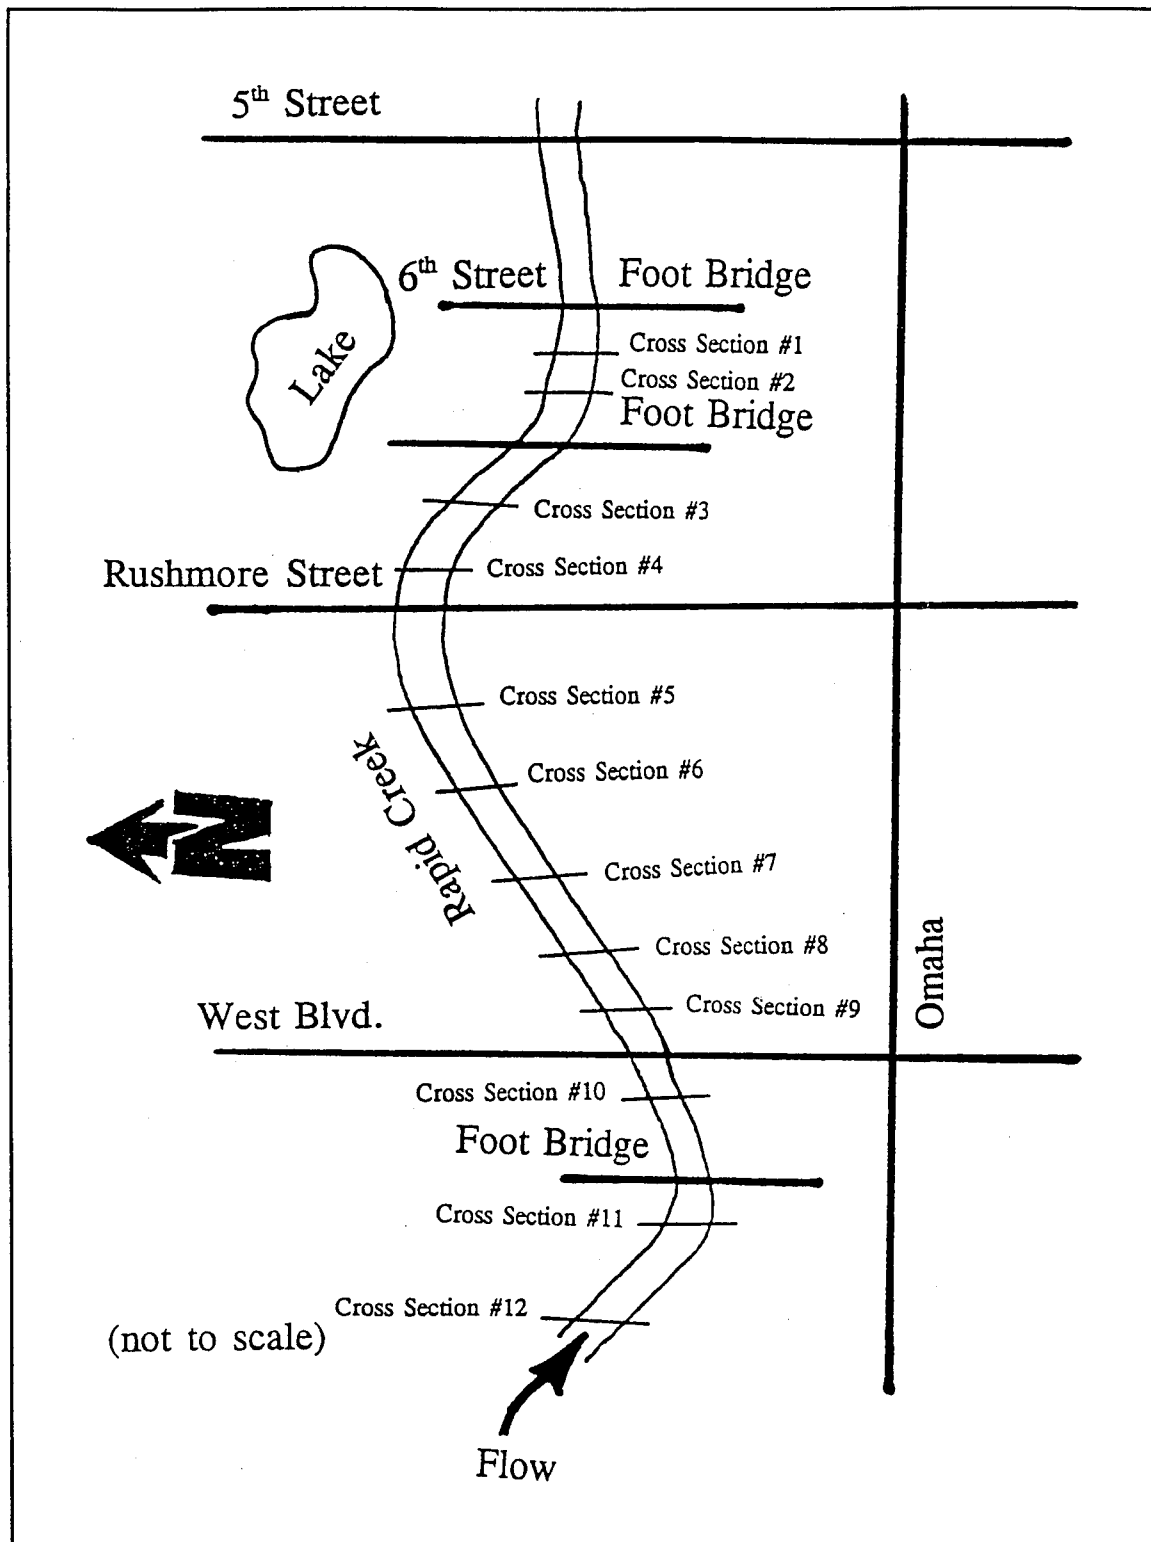 5th Street
6th Street
Foot Bridge
Lake
Cross Section #1
Cross Section #2
Foot Bridge
Cross Section #3
Rushmore Street
Cross Section #4
Cross Section #5
Rapid Creek
Cross Section #6
N
Cross Section #7
Omaha
Cross Section #8
West Blvd.
Cross Section #9
Cross Section #10
Foot Bridge
Cross Section #11
Cross Section #12
(not to scale)
Flow